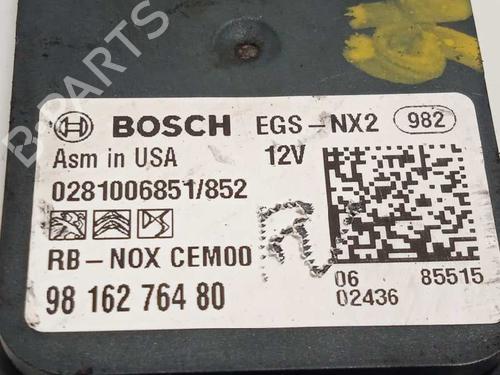 B-PARTS
BOSCH EGS-NX2 982
Asm in USA 12V
0281006851/852
RB-NOX CEM00
98 162 764 80
06 85515
02436